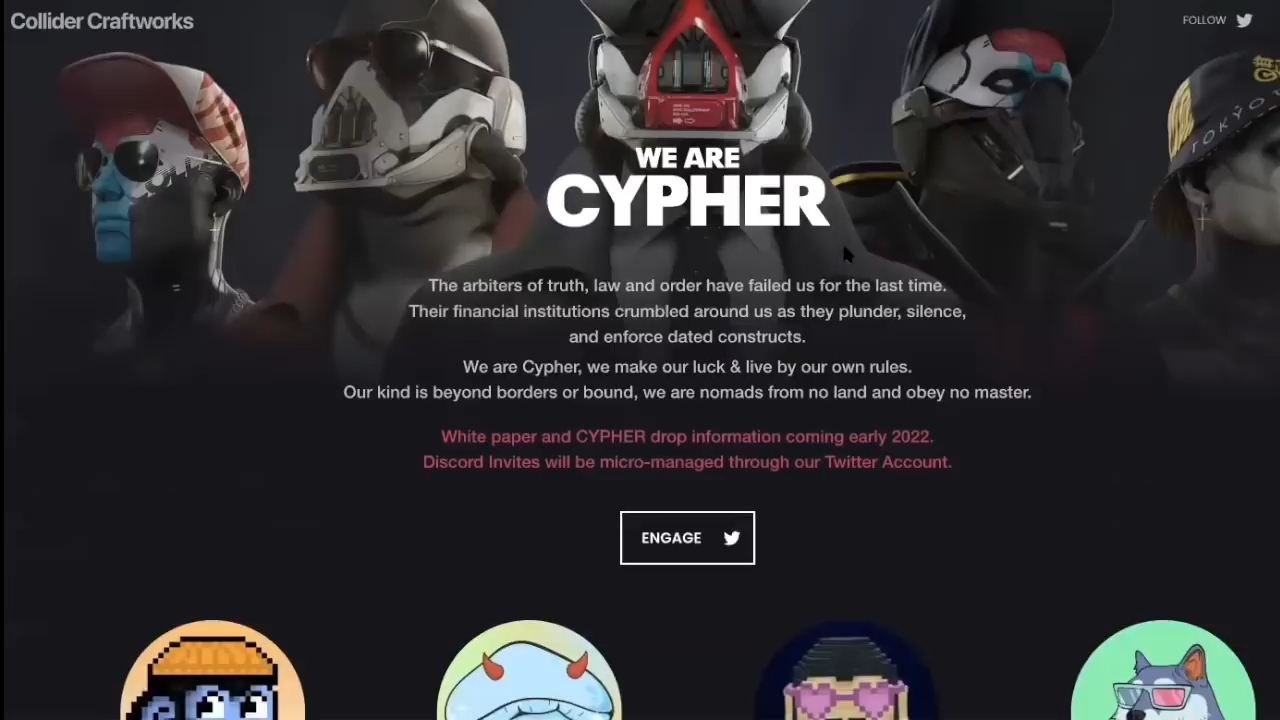 Collider Craftworks
FOLLOW
WE ARE
CYPHER
TOKYO
The arbiters of truth, law and order have failed us for the last time.
Their financial institutions crumbled around us as they plunder, silence,
and enforce dated constructs.
We are Cypher, we make our luck & live by our own rules.
Our kind is beyond borders or bound, we are nomads from no land and obey no master.
White paper and CYPHER drop information coming early 2022.
Discord Invites will be micro-managed through our Twitter Account.
ENGAGE